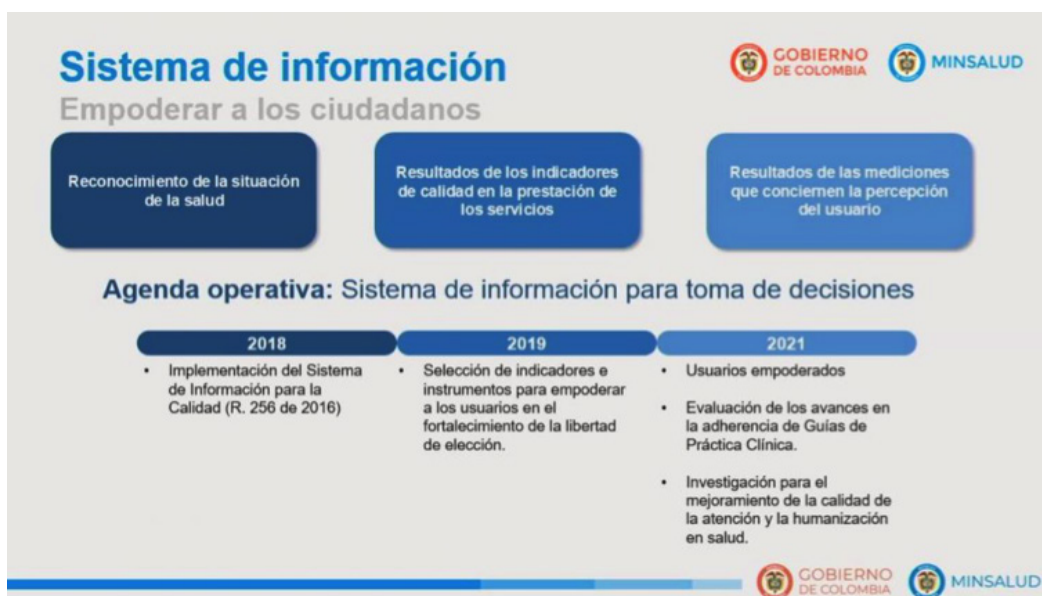 Sistema de información
Empoderar a los ciudadanos
GOBIERNO
DE COLOMBIA
MINSALUD
Reconocimiento de la situación
de la salud
Resultados de los indicadores
de calidad en la prestación de
los servicios
Resultados de las mediciones
que conciernen la percepción
del usuario
Agenda operativa: Sistema de información para toma de decisiones
2018
• Implementación del Sistema
de Información para la
Calidad (R. 256 de 2016)
2019
• Selección de indicadores e
instrumentos para empoderar
a los usuarios en el
fortalecimiento de la libertad
de elección.
2021
• Usuarios empoderados
• Evaluación de los avances en
la adherencia de Guías de
Práctica Clínica.
• Investigación para el
mejoramiento de la calidad de
la atención y la humanización
en salud.
GOBIERNO
DE COLOMBIA
MINSALUD